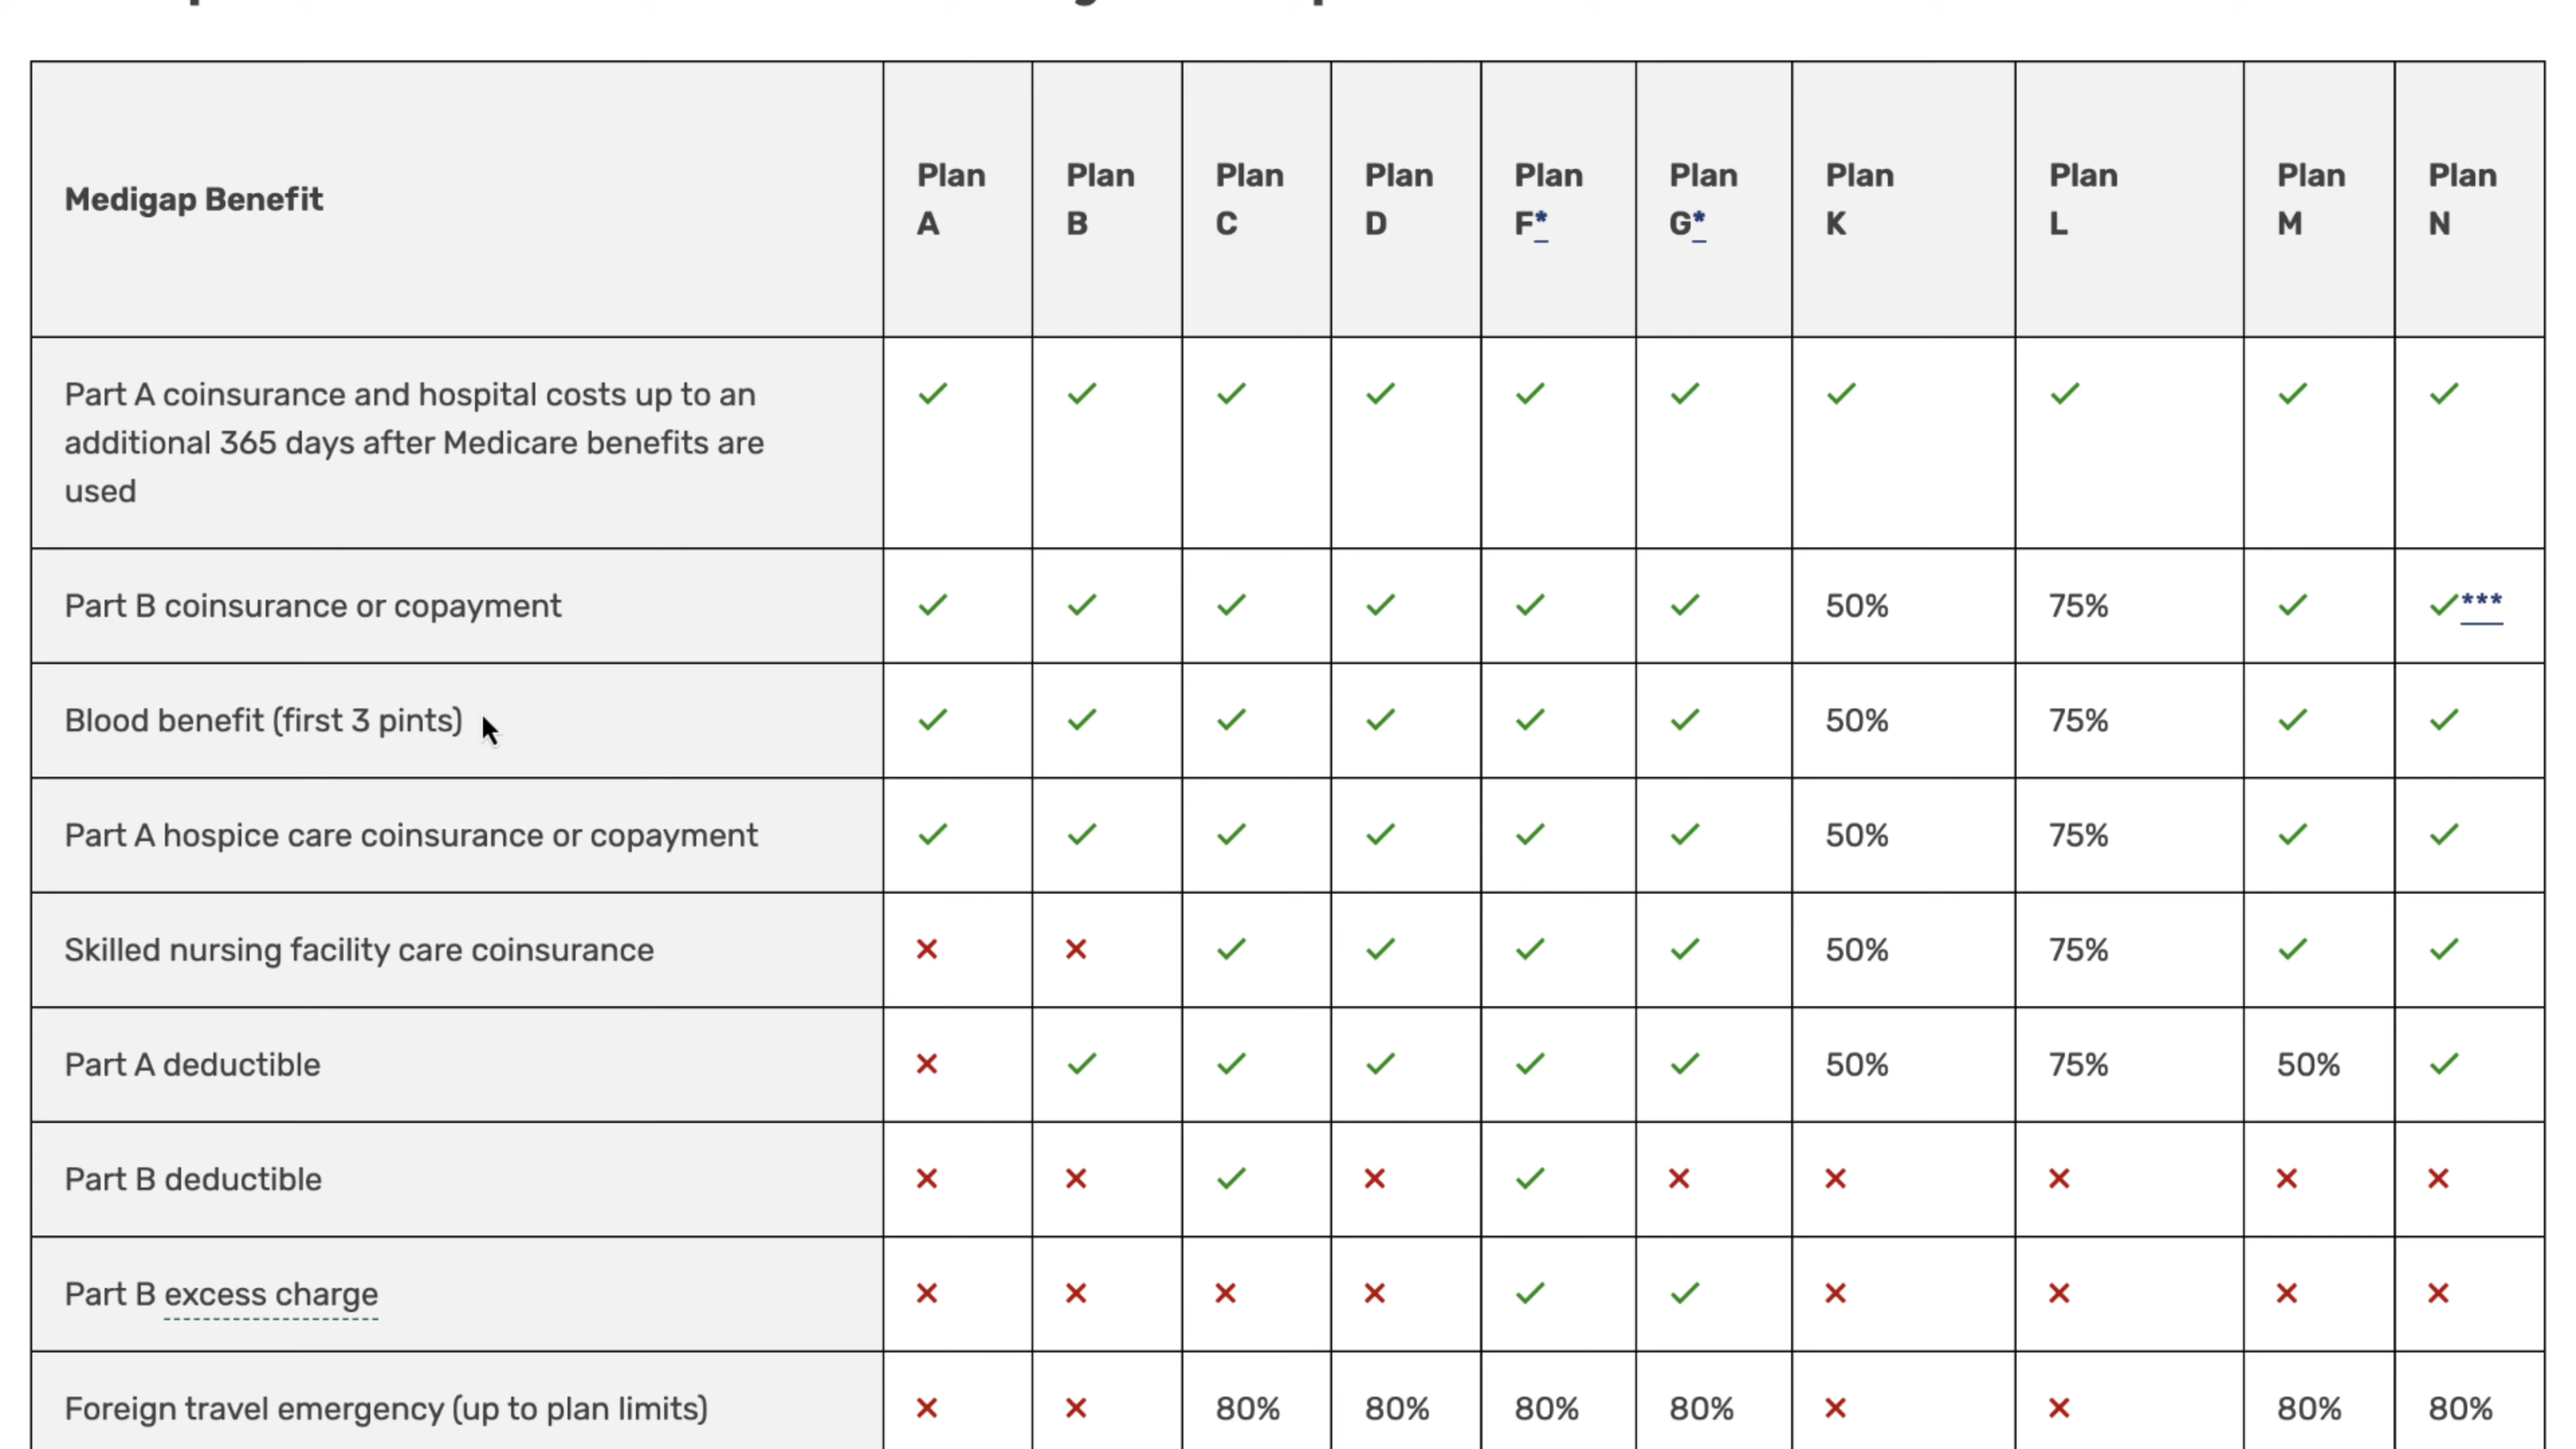 Medigap Benefit
Plan A
Plan B
Plan C
Plan D
Plan F*
Plan G*
Plan K
Plan L
Plan M
Plan N
Part A coinsurance and hospital costs up to an
additional 365 days after Medicare benefits are
used ✓ ✓ ✓ ✓ ✓ ✓ ✓ ✓ ✓ ✓
Part B coinsurance or copayment ✓ ✓ ✓ ✓ ✓ ✓ 50% 75% ✓ ✓***
Blood benefit (first 3 pints) ✓ ✓ ✓ ✓ ✓ ✓ 50% 75% ✓ ✓
Part A hospice care coinsurance or copayment ✓ ✓ ✓ ✓ ✓ ✓ 50% 75% ✓ ✓
Skilled nursing facility care coinsurance ✕ ✕ ✓ ✓ ✓ ✓ 50% 75% ✓ ✓
Part A deductible ✕ ✓ ✓ ✓ ✓ ✓ 50% 75% 50% ✓
Part B deductible ✕ ✕ ✓ ✕ ✓ ✕ ✕ ✕ ✕ ✕
Part B excess charge ✕ ✕ ✕ ✕ ✓ ✓ ✕ ✕ ✕ ✕
Foreign travel emergency (up to plan limits) ✕ ✕ 80% 80% 80% 80% ✕ ✕ 80% 80%